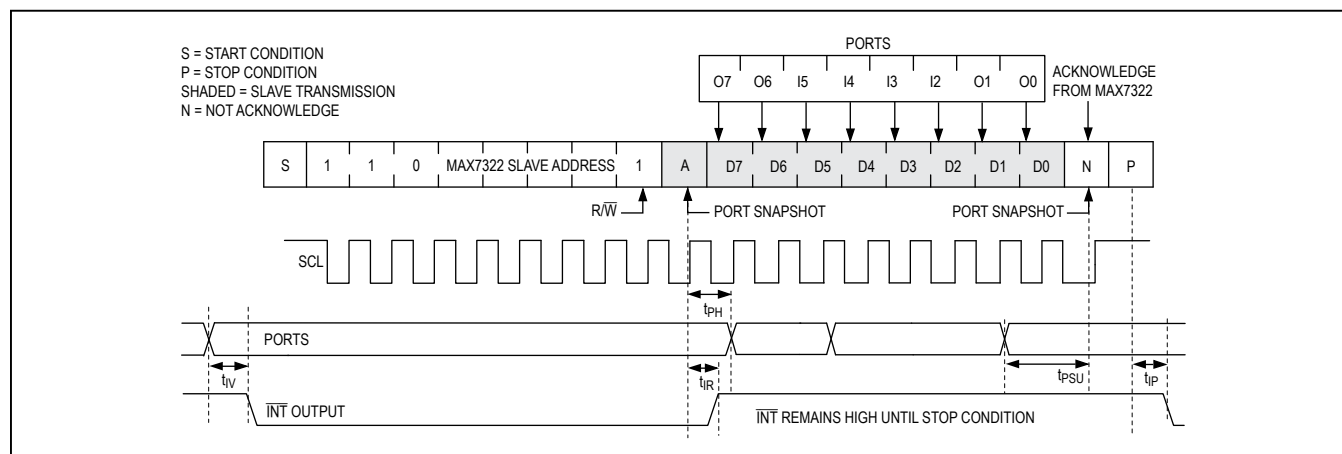 S = START CONDITION
P = STOP CONDITION
SHADED = SLAVE TRANSMISSION
N = NOT ACKNOWLEDGE
PORTS
O7 O6 I5 I4 I3 I2 O1 O0
ACKNOWLEDGE
FROM MAX7322
S 1 1 0 MAX7322 SLAVE ADDRESS 1 A D7 D6 D5 D4 D3 D2 D1 D0 N P
R/W̅ PORT SNAPSHOT PORT SNAPSHOT
SCL
tPH
PORTS
tIV tIR tPSU tIP
I̅N̅T̅ OUTPUT I̅N̅T̅ REMAINS HIGH UNTIL STOP CONDITION